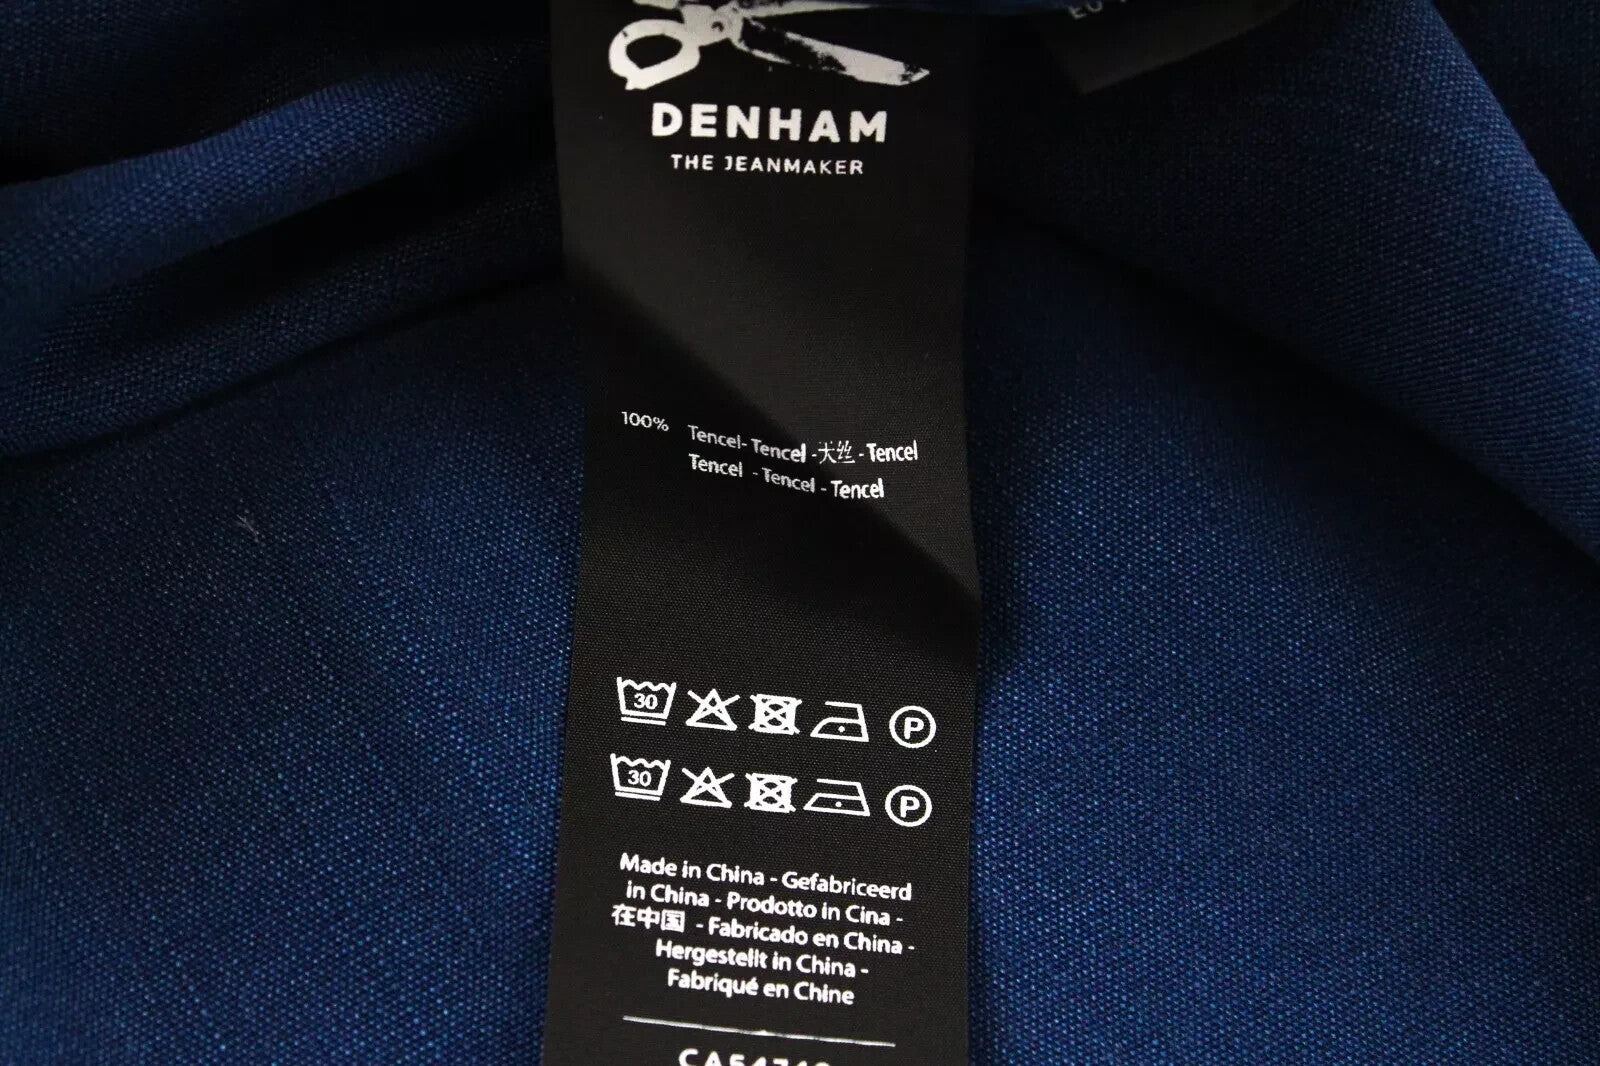 DENHAM
THE JEANMAKER
100% Tencel- Tencel -天丝 - Tencel
Tencel - Tencel - Tencel
30 P
30 P
Made in China - Gefabriceerd
in China - Prodotto in Cina -
在中国 - Fabricado en China -
Hergestellt in China -
Fabriqué en Chine